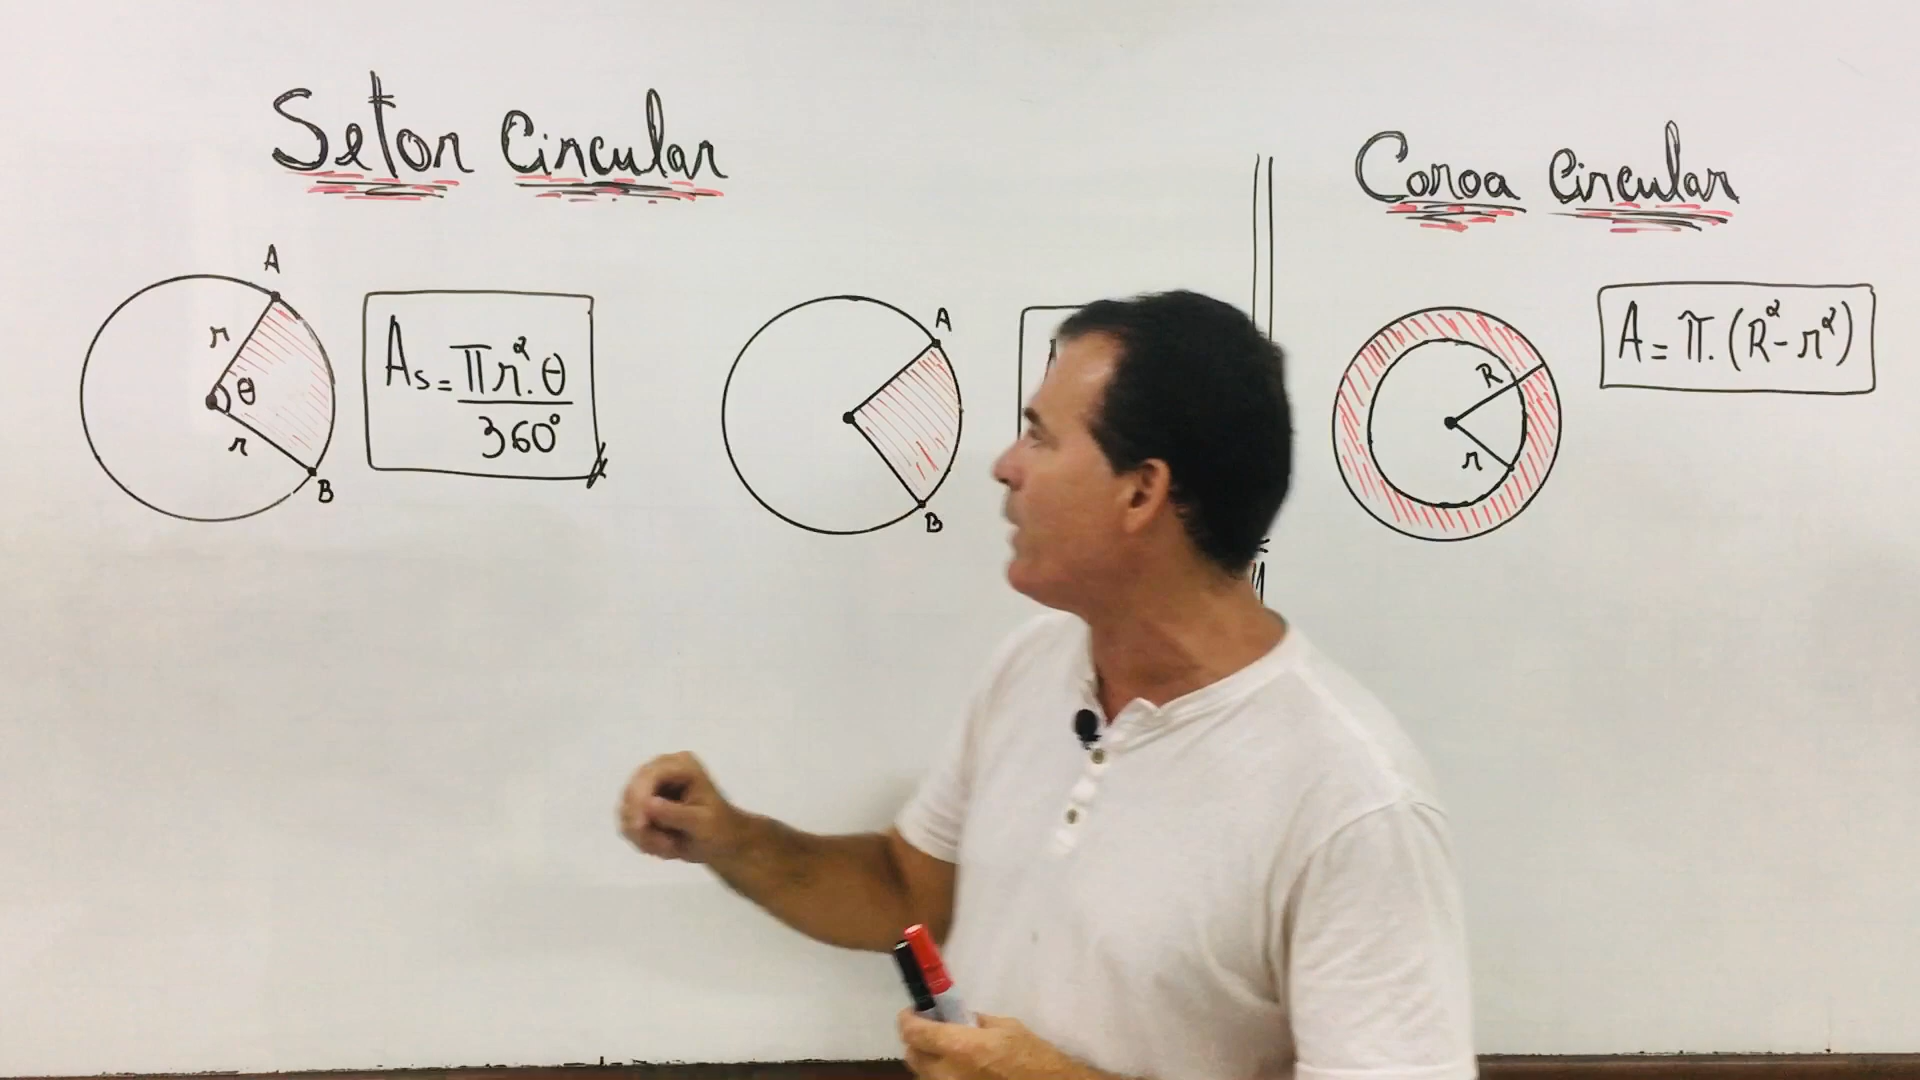 Setor Circular
A
r
θ
r
B
As = πr². θ
360°
A
B
Coroa Circular
R
r
A = π. (R² - r²)